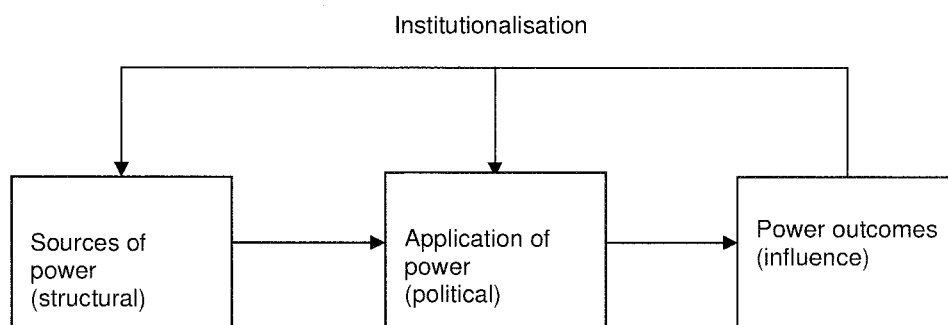 Institutionalisation
Sources of
power
(structural)
Application of
power
(political)
Power outcomes
(influence)